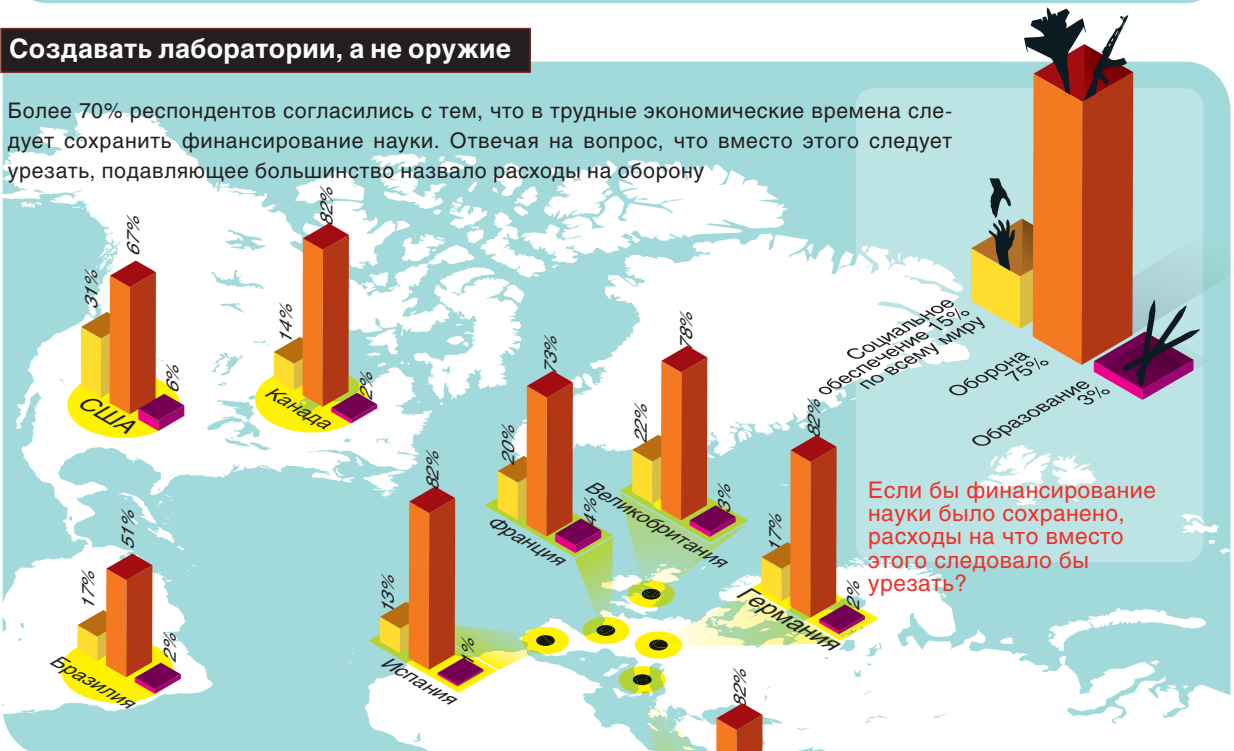 Создавать лаборатории, а не оружие
Более 70% респондентов согласились с тем, что в трудные экономические времена сле-
дует сохранить финансирование науки. Отвечая на вопрос, что вместо этого следует
урезать, подавляющее большинство назвало расходы на оборону
31%
67%
6%
США
14%
82%
2%
Канада
20%
73%
4%
Франция
22%
78%
3%
Великобритания
Социальное
обеспечение 15%
по всему миру
Оборона
75%
Образование
3%
17%
51%
2%
Бразилия
13%
82%
1%
Испания
17%
82%
2%
Германия
82%
Если бы финансирование
науки было сохранено,
расходы на что вместо
этого следовало бы
урезать?